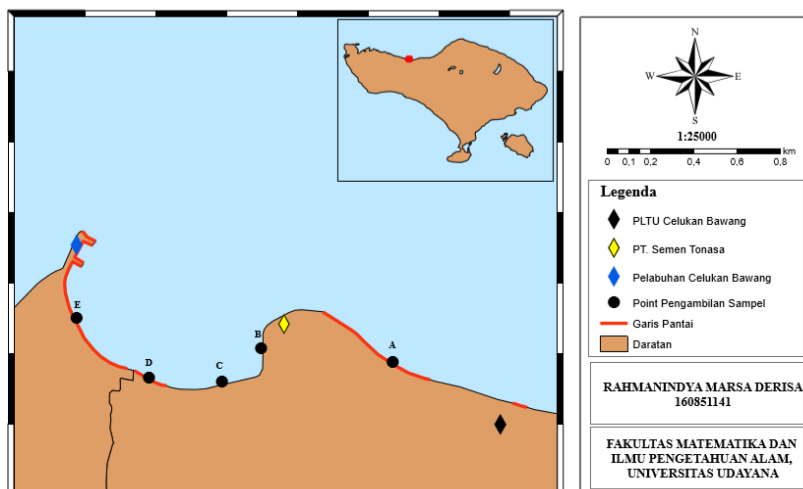 E
D
C
B
A
N
W
E
S
1:25000
km
0 0,1 0,2 0,4 0,6 0,8
Legenda
PLTU Celukan Bawang
PT. Semen Tonasa
Pelabuhan Celukan Bawang
Point Pengambilan Sampel
Garis Pantai
Daratan
RAHMANINDYA MARSA DERISA
160851141
FAKULTAS MATEMATIKA DAN
ILMU PENGETAHUAN ALAM,
UNIVERSITAS UDAYANA